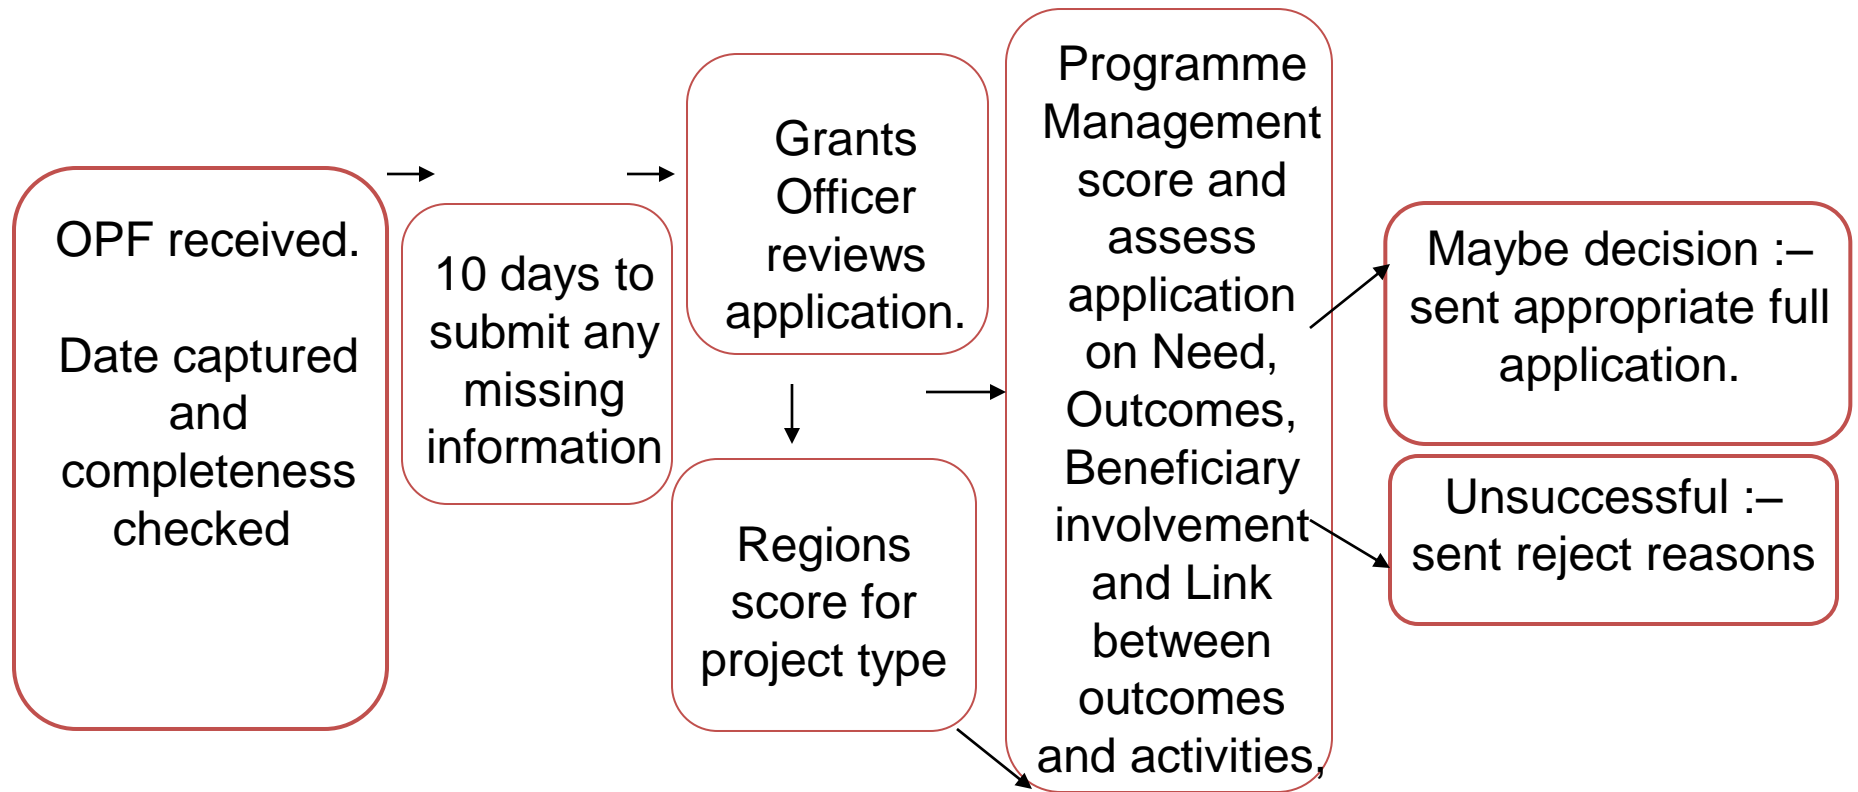 OPF received.
Date captured
and
completeness
checked
10 days to
submit any
missing
information
Grants
Officer
reviews
application.
Regions
score for
project type
Programme
Management
score and
assess
application
on Need,
Outcomes,
Beneficiary
involvement
and Link
between
outcomes
and activities,
Maybe decision :–
sent appropriate full
application.
Unsuccessful :–
sent reject reasons